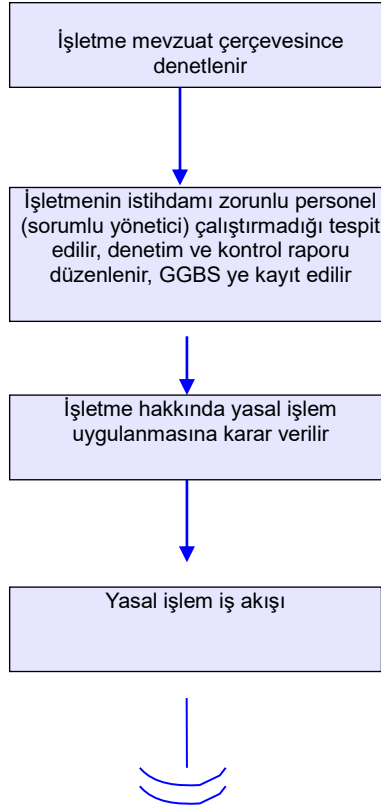 İşletme mevzuat çerçevesince
denetlenir
İşletmenin istihdamı zorunlu personel
(sorumlu yönetici) çalıştırmadığı tespit
edilir, denetim ve kontrol raporu
düzenlenir, GGBS ye kayıt edilir
İşletme hakkında yasal işlem
uygulanmasına karar verilir
Yasal işlem iş akışı